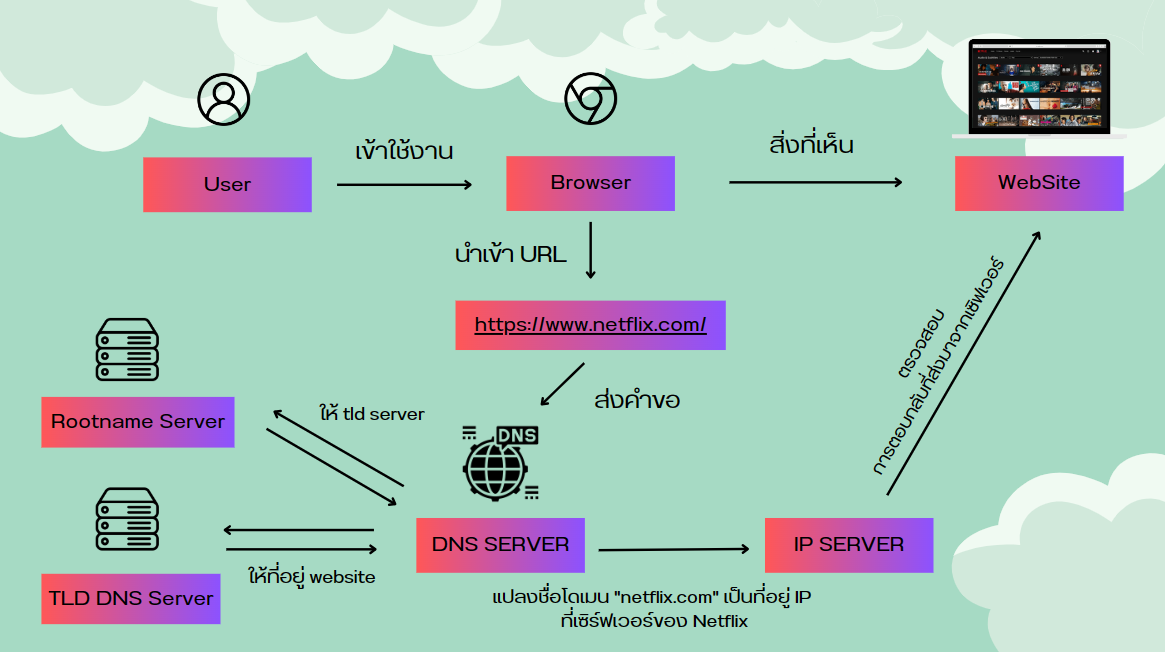 User
เข้าใช้งาน
Browser
สิ่งที่เห็น
WebSite
นำเข้า URL
https://www.netflix.com/
ส่งคำขอ
ตรวจสอบ
การตอบกลับที่ส่งมาจากเซิฟเวอร์
Rootname Server
ให้ tld server
DNS
TLD DNS Server
ให้ที่อยู่ website
DNS SERVER
IP SERVER
แปลงชื่อโดเมน "netflix.com" เป็นที่อยู่ IP
ที่เซิร์ฟเวอร์ของ Netflix